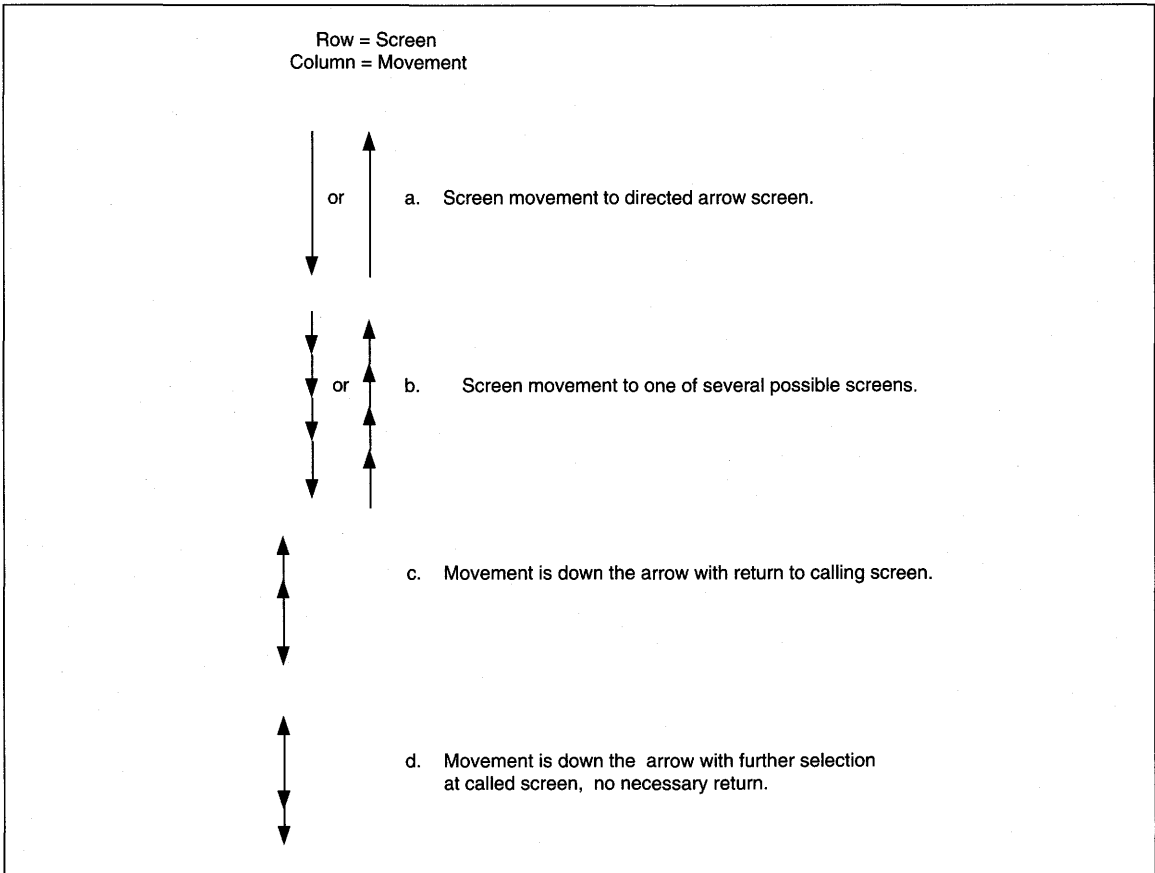 Row = Screen
Column = Movement
or
a. Screen movement to directed arrow screen.
or
b. Screen movement to one of several possible screens.
c. Movement is down the arrow with return to calling screen.
d. Movement is down the arrow with further selection
at called screen, no necessary return.